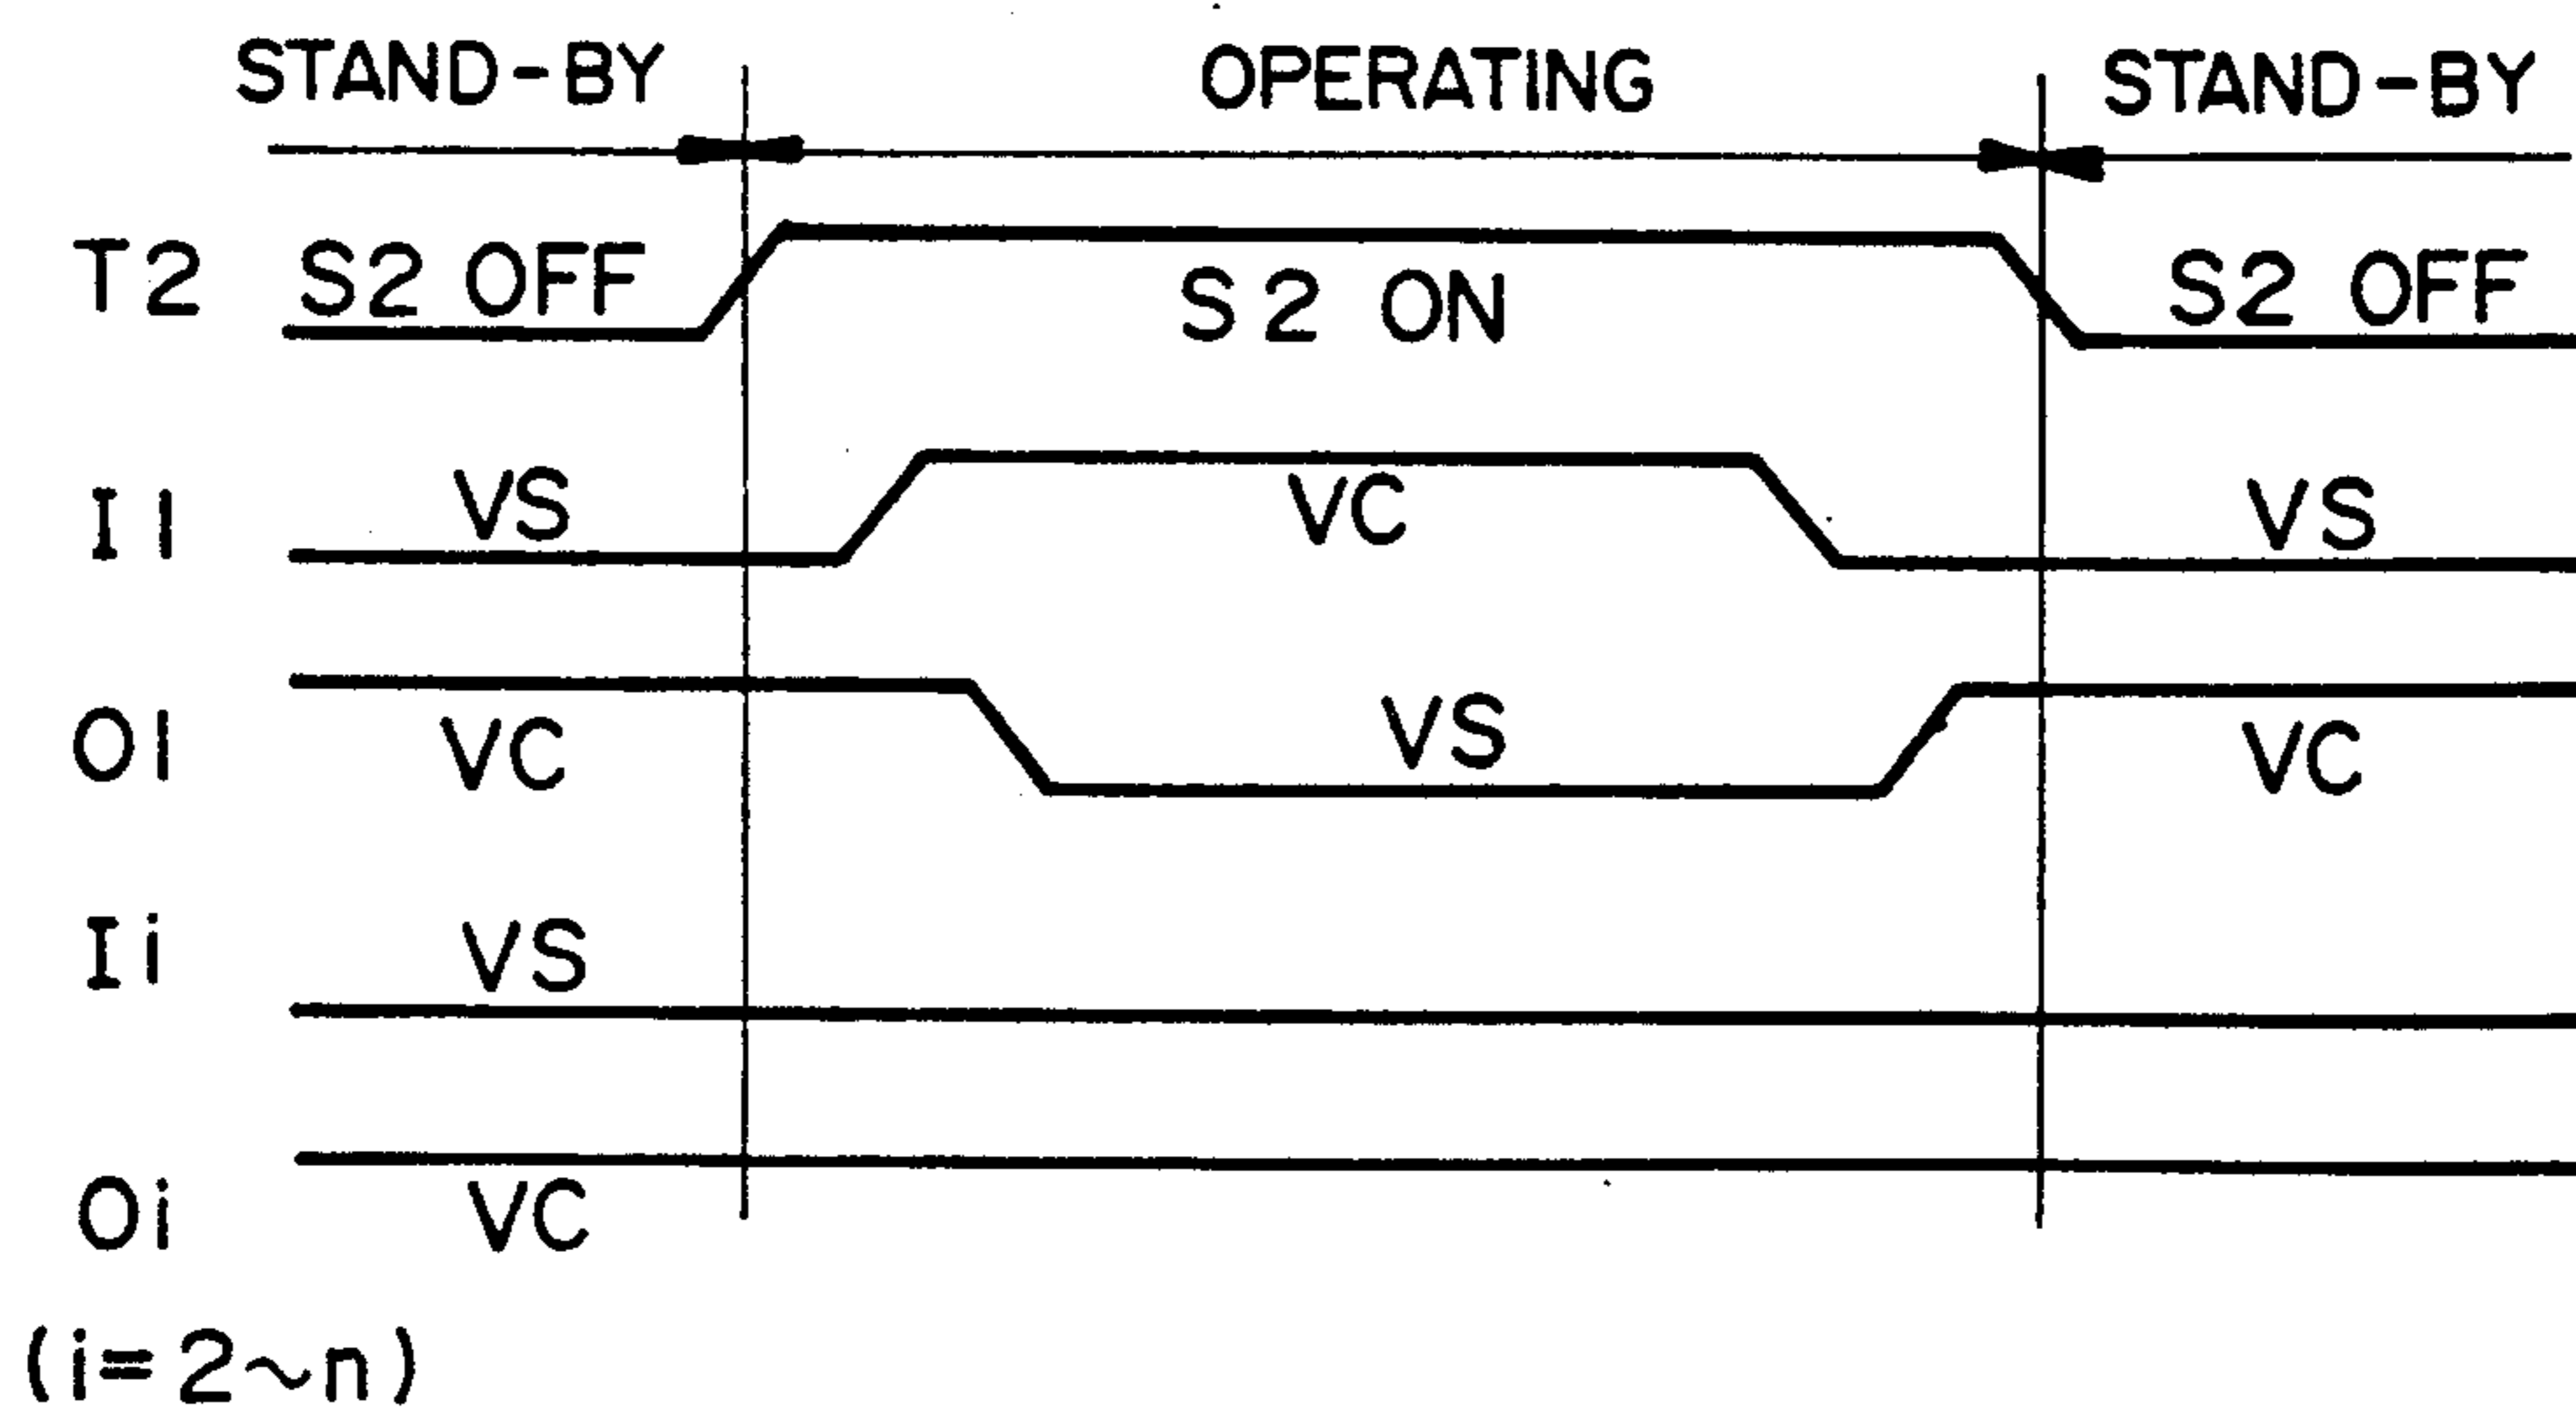 STAND-BY OPERATING STAND-BY
T2 S2 OFF S2 ON S2 OFF
I1 VS VC VS
O1 VC VS VC
Ii VS
Oi VC
(i=2~n)